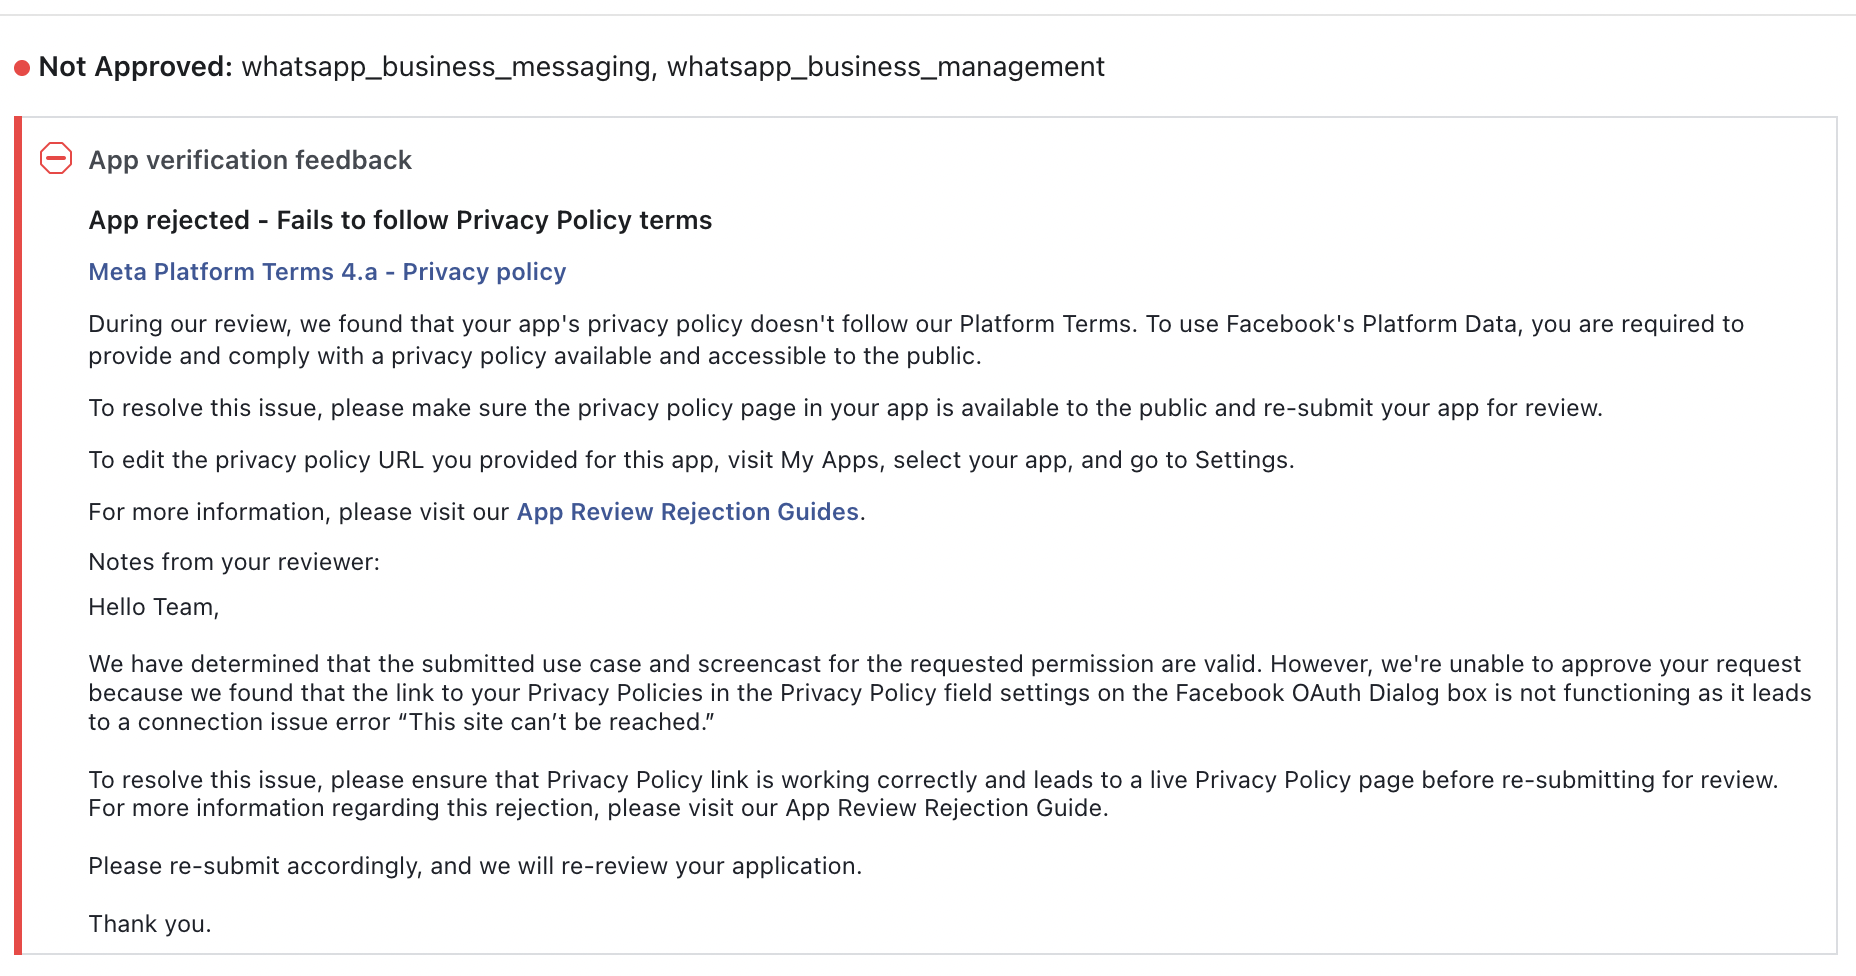 Not Approved: whatsapp_business_messaging, whatsapp_business_management
App verification feedback
App rejected - Fails to follow Privacy Policy terms
Meta Platform Terms 4.a - Privacy policy
During our review, we found that your app's privacy policy doesn't follow our Platform Terms. To use Facebook's Platform Data, you are required to
provide and comply with a privacy policy available and accessible to the public.
To resolve this issue, please make sure the privacy policy page in your app is available to the public and re-submit your app for review.
To edit the privacy policy URL you provided for this app, visit My Apps, select your app, and go to Settings.
For more information, please visit our App Review Rejection Guides.
Notes from your reviewer:
Hello Team,
We have determined that the submitted use case and screencast for the requested permission are valid. However, we're unable to approve your request
because we found that the link to your Privacy Policies in the Privacy Policy field settings on the Facebook OAuth Dialog box is not functioning as it leads
to a connection issue error “This site can’t be reached.”
To resolve this issue, please ensure that Privacy Policy link is working correctly and leads to a live Privacy Policy page before re-submitting for review.
For more information regarding this rejection, please visit our App Review Rejection Guide.
Please re-submit accordingly, and we will re-review your application.
Thank you.